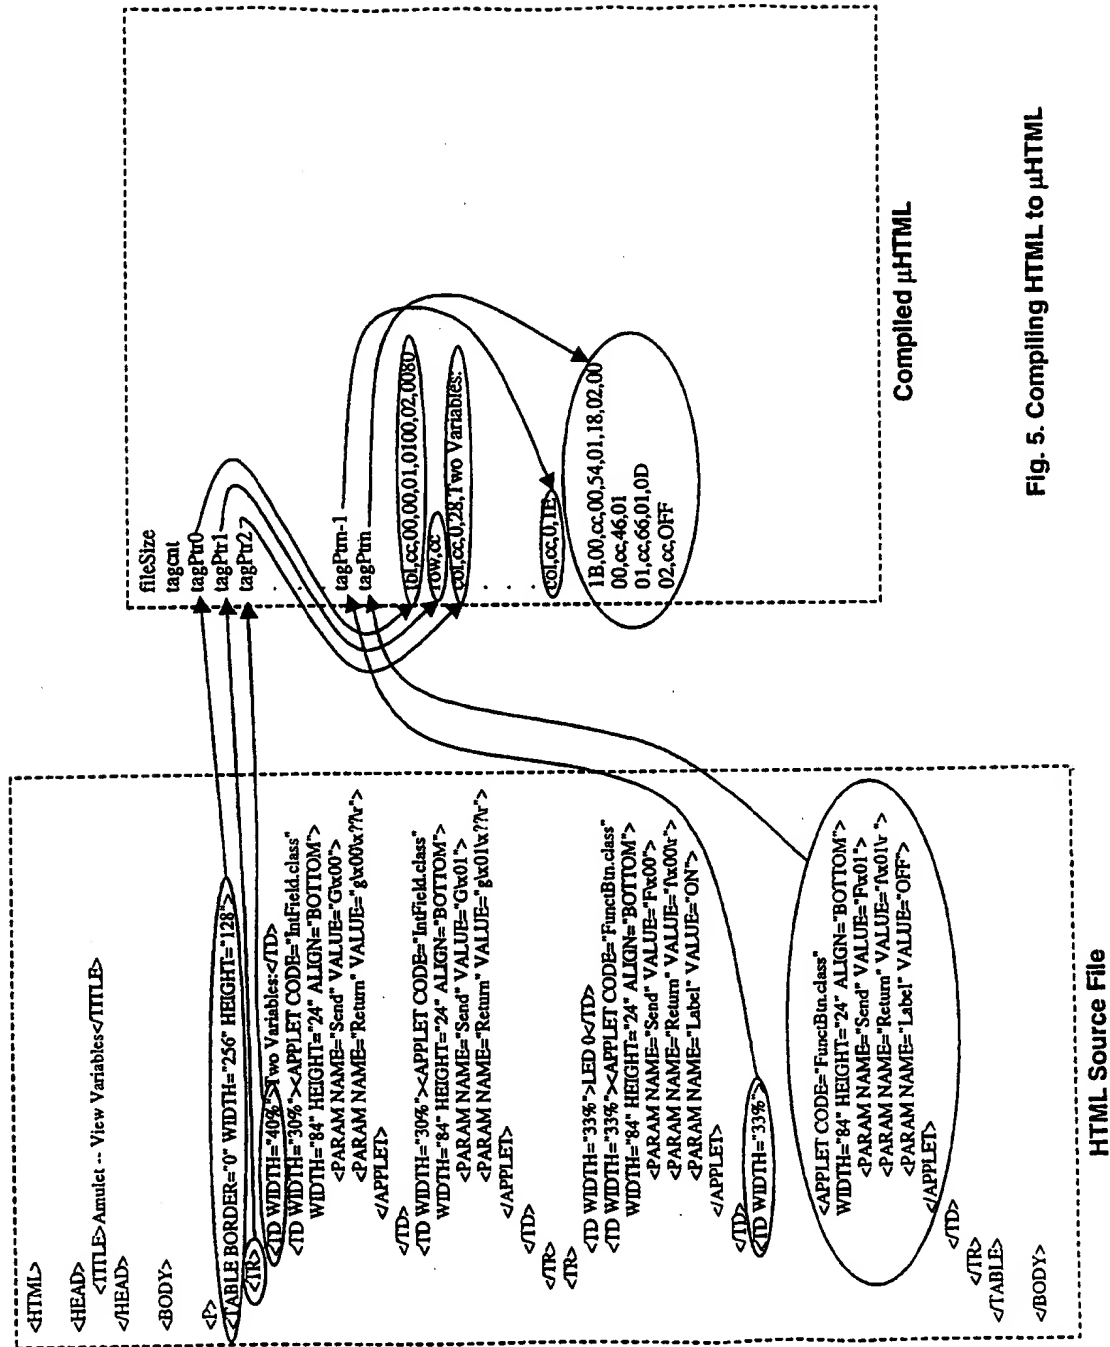 <HTML>
<HEAD>
<TITLE>Amulet -- View Variables</TITLE>
</HEAD>
<BODY>
<P>
<TABLE BORDER="0" WIDTH="256" HEIGHT="128">
<TR>
<TD WIDTH="40%">Two Variables:</TD>
<TD WIDTH="30%"><APPLET CODE="IntField.class"
WIDTH="84" HEIGHT="24" ALIGN="BOTTOM">
<PARAM NAME="Send" VALUE="G\x00">
<PARAM NAME="Return" VALUE="g\x00\x??\r">
</APPLET>
</TD>
<TD WIDTH="30%"><APPLET CODE="IntField.class"
WIDTH="84" HEIGHT="24" ALIGN="BOTTOM">
<PARAM NAME="Send" VALUE="G\x01">
<PARAM NAME="Return" VALUE="g\x01\x??\r">
</APPLET>
</TD>
</TR>
<TR>
<TD WIDTH="33%">LED 0</TD>
<TD WIDTH="33%"><APPLET CODE="FunctBtn.class"
WIDTH="84" HEIGHT="24" ALIGN="BOTTOM">
<PARAM NAME="Send" VALUE="F\x00">
<PARAM NAME="Return" VALUE="f\x00\r">
<PARAM NAME="Label" VALUE="ON">
</APPLET>
</TD>
<TD WIDTH="33%">
<APPLET CODE="FunctBtn.class"
WIDTH="84" HEIGHT="24" ALIGN="BOTTOM">
<PARAM NAME="Send" VALUE="F\x01">
<PARAM NAME="Return" VALUE="f\x01\r ">
<PARAM NAME="Label" VALUE="OFF">
</APPLET>
</TD>
</TR>
</TABLE>
</BODY>
HTML Source File
fileSize
tagcnt
tagPtr0
tagPtr1
tagPtr2
.
.
.
tagPtrn-1
tagPtrn
tbl,cc,00,00,01,0100,02,0080
row,cc
col,cc,0,28,Two Variables:
.
.
.
col,cc,0,1E
1B,00,cc,00,54,01,18,02,00
00,cc,46,01
01,cc,66,01,0D
02,cc,OFF
Compiled µHTML
Fig. 5. Compiling HTML to µHTML